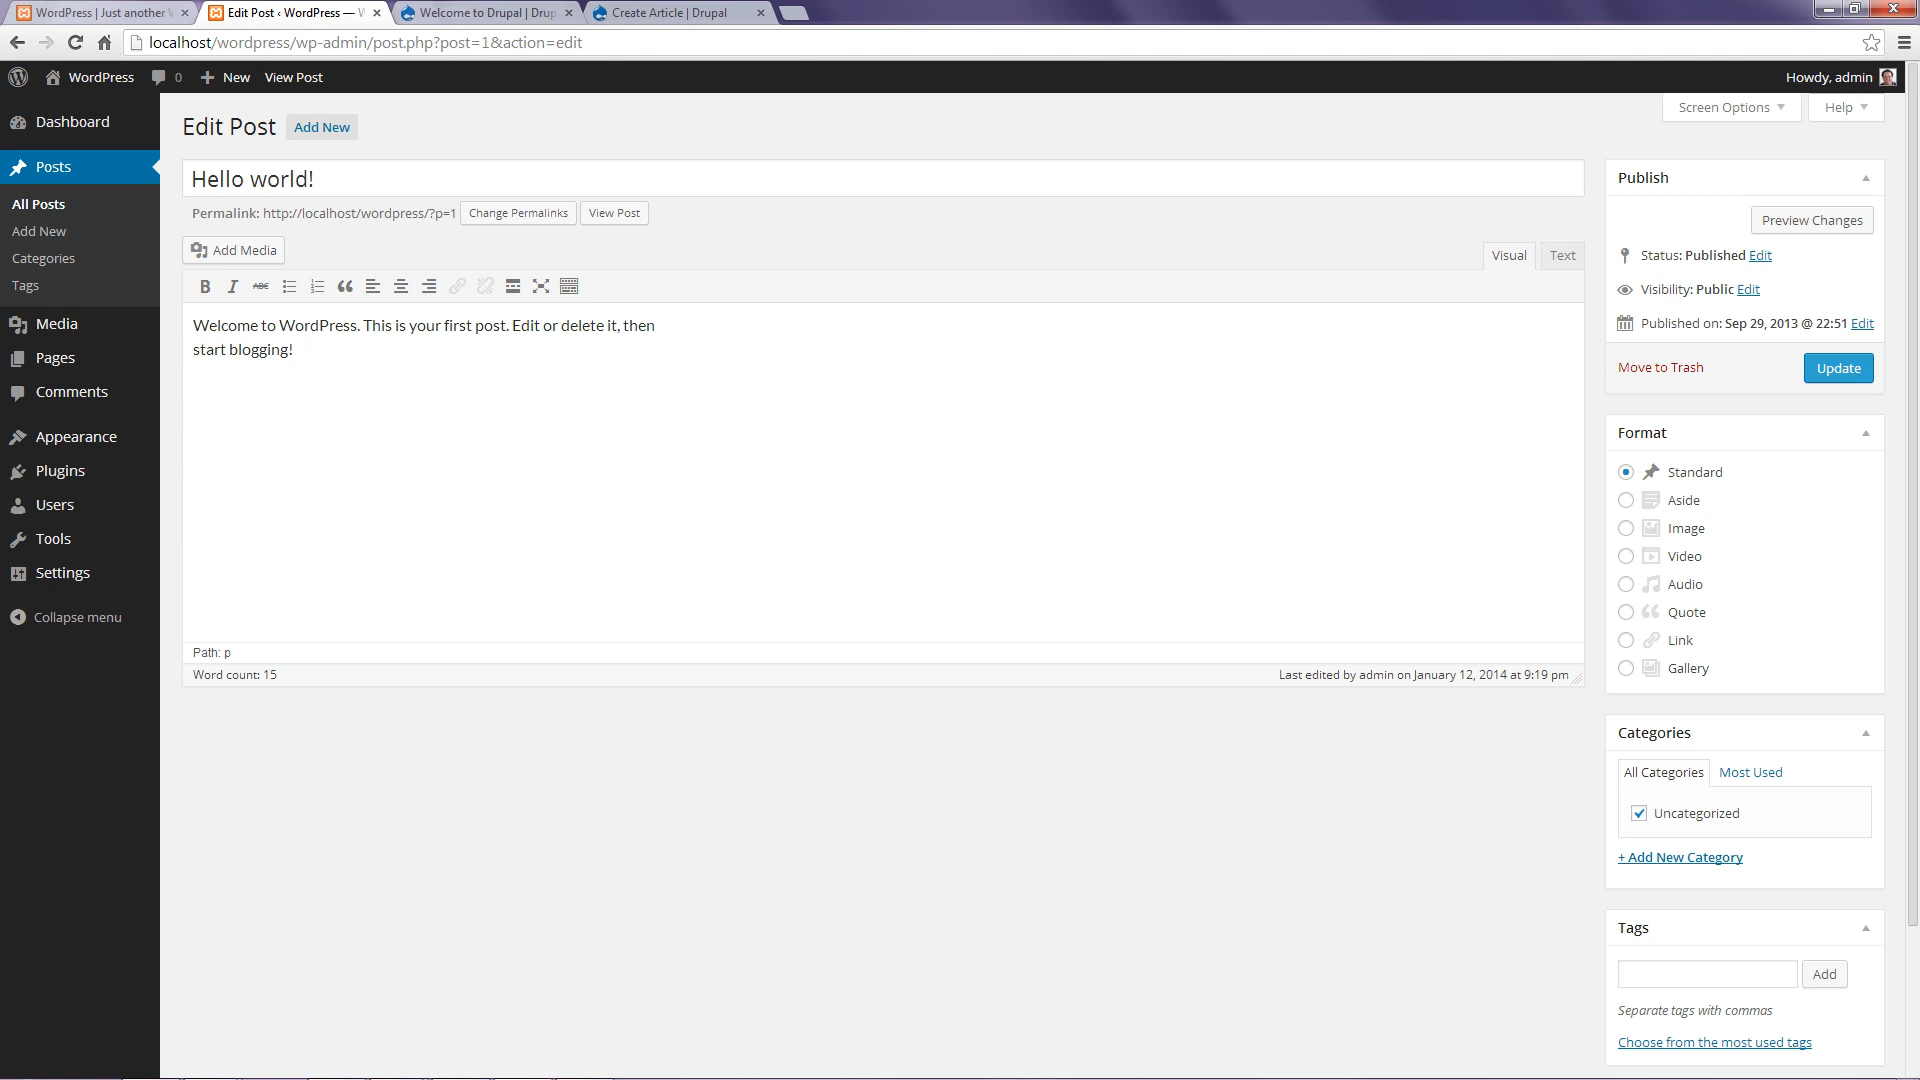 WordPress | Just another W
Edit Post ‹ WordPress — W
Welcome to Drupal | Drup
Create Article | Drupal
localhost/wordpress/wp-admin/post.php?post=1&action=edit
WordPress 0 New View Post
Howdy, admin
Screen Options
Help
Dashboard
Posts
All Posts
Add New
Categories
Tags
Media
Pages
Comments
Appearance
Plugins
Users
Tools
Settings
Collapse menu
Edit Post Add New
Hello world!
Permalink: http://localhost/wordpress/?p=1 Change Permalinks View Post
Add Media
Visual Text
B I ABC
Welcome to WordPress. This is your first post. Edit or delete it, then
start blogging!
Path: p
Word count: 15
Last edited by admin on January 12, 2014 at 9:19 pm
Publish
Preview Changes
Status: Published Edit
Visibility: Public Edit
Published on: Sep 29, 2013 @ 22:51 Edit
Move to Trash Update
Format
Standard
Aside
Image
Video
Audio
Quote
Link
Gallery
Categories
All Categories Most Used
Uncategorized
+ Add New Category
Tags
Add
Separate tags with commas
Choose from the most used tags